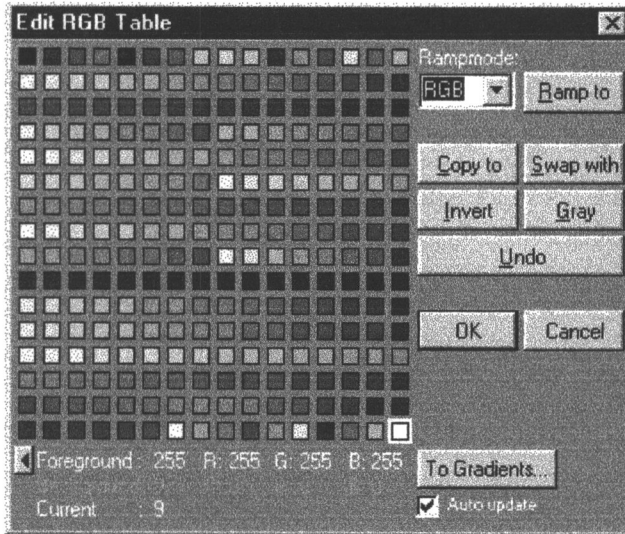 Edit RGB Table
Rampmode:
RGB
Ramp to
Copy to
Swap with
Invert
Gray
Undo
OK
Cancel
Foreground : 255 R: 255 G: 255 B: 255
To Gradients...
Current : 9
Auto update